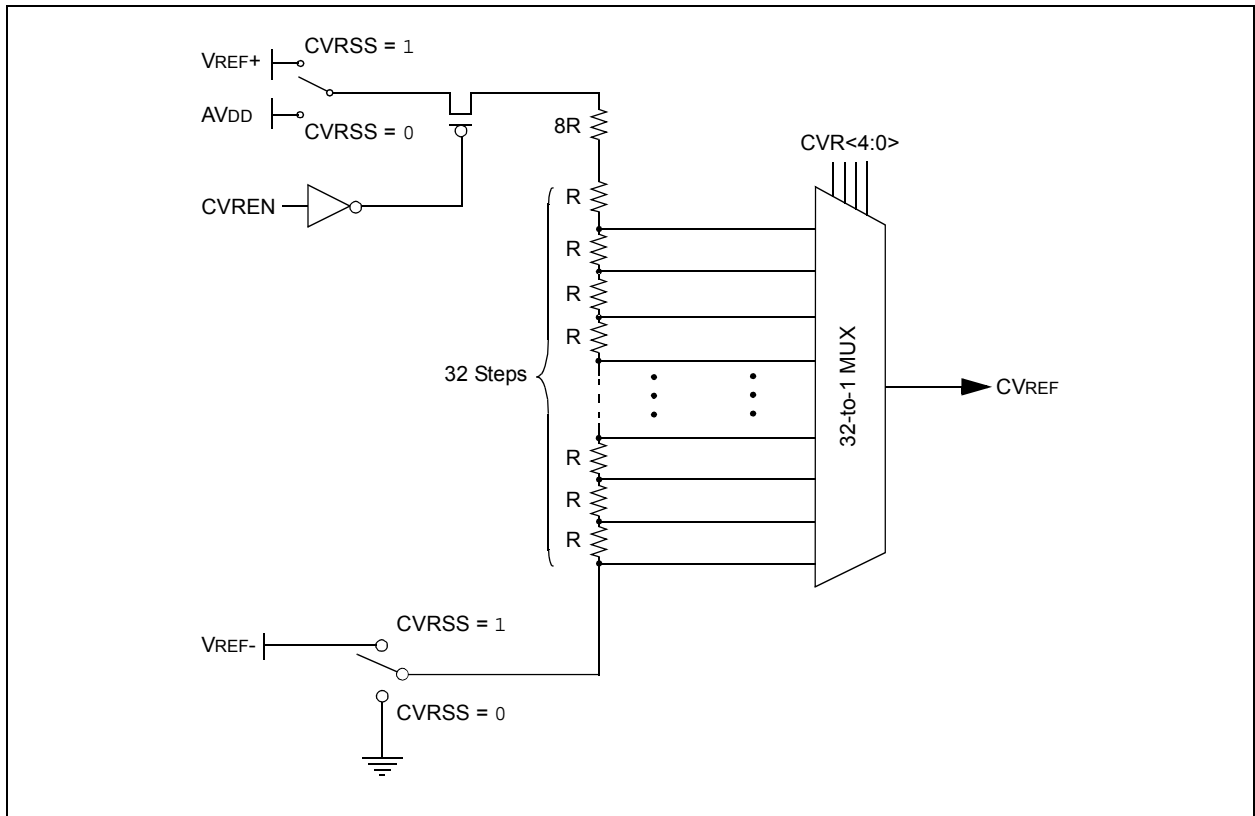 CVRSS = 1
VREF+
AVDD
CVRSS = 0
8R
CVR<4:0>
CVREN
R
R
R
R
32 Steps
32-to-1 MUX
CVREF
R
R
R
CVRSS = 1
VREF-
CVRSS = 0